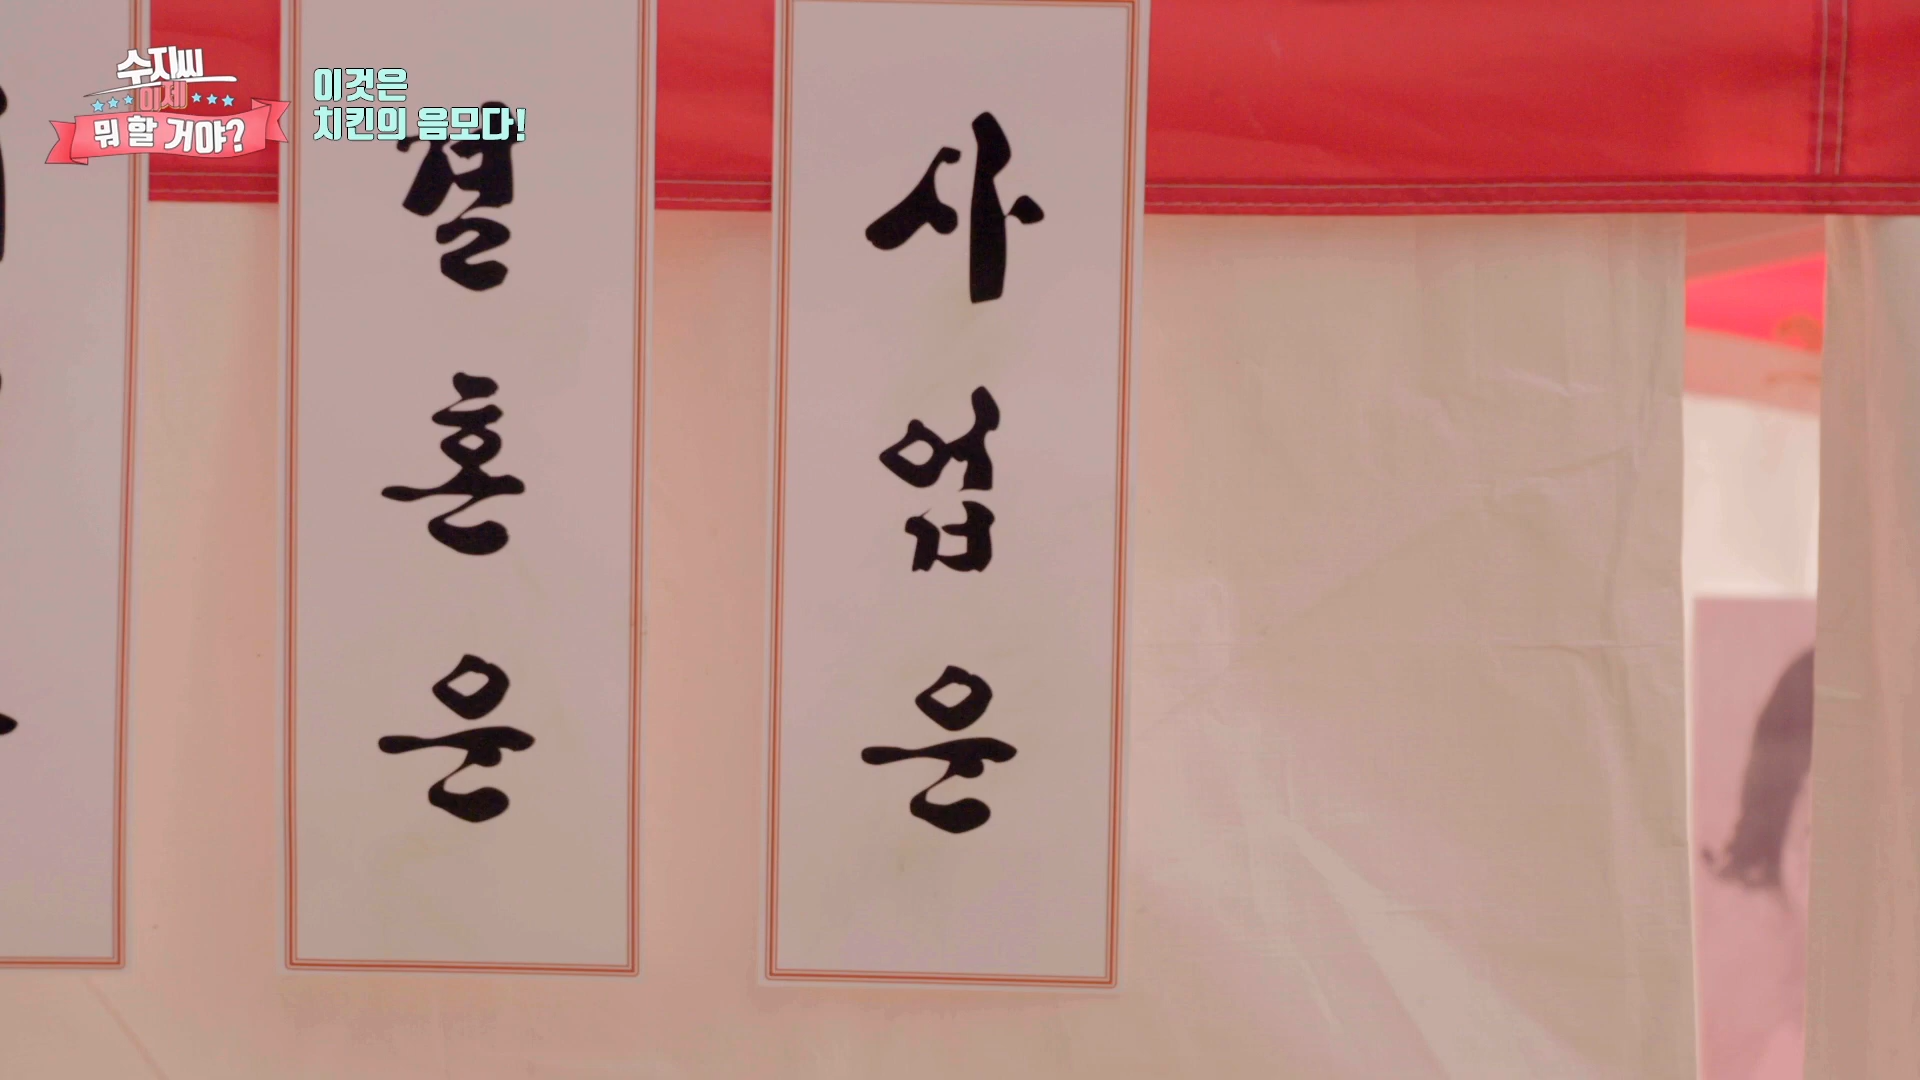 수지씨
이제
뭐 할 거야?
이것은
치킨의 음모다!
결혼운
사업운